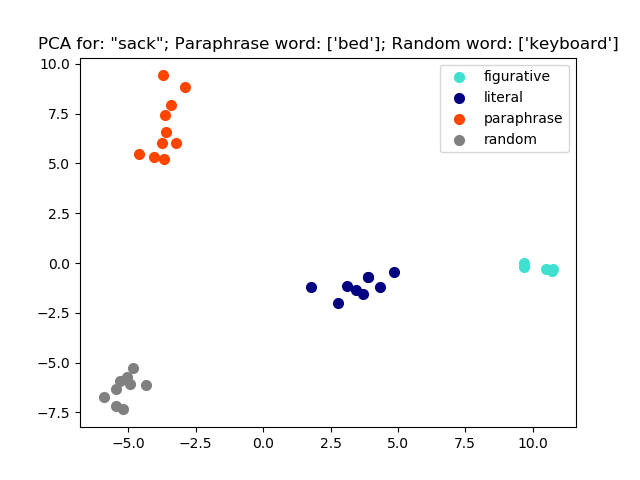 PCA for: "sack"; Paraphrase word: ['bed']; Random word: ['keyboard']
10.0
7.5
5.0
2.5
0.0
−2.5
−5.0
−7.5
figurative
literal
paraphrase
random
−5.0 −2.5 0.0 2.5 5.0 7.5 10.0